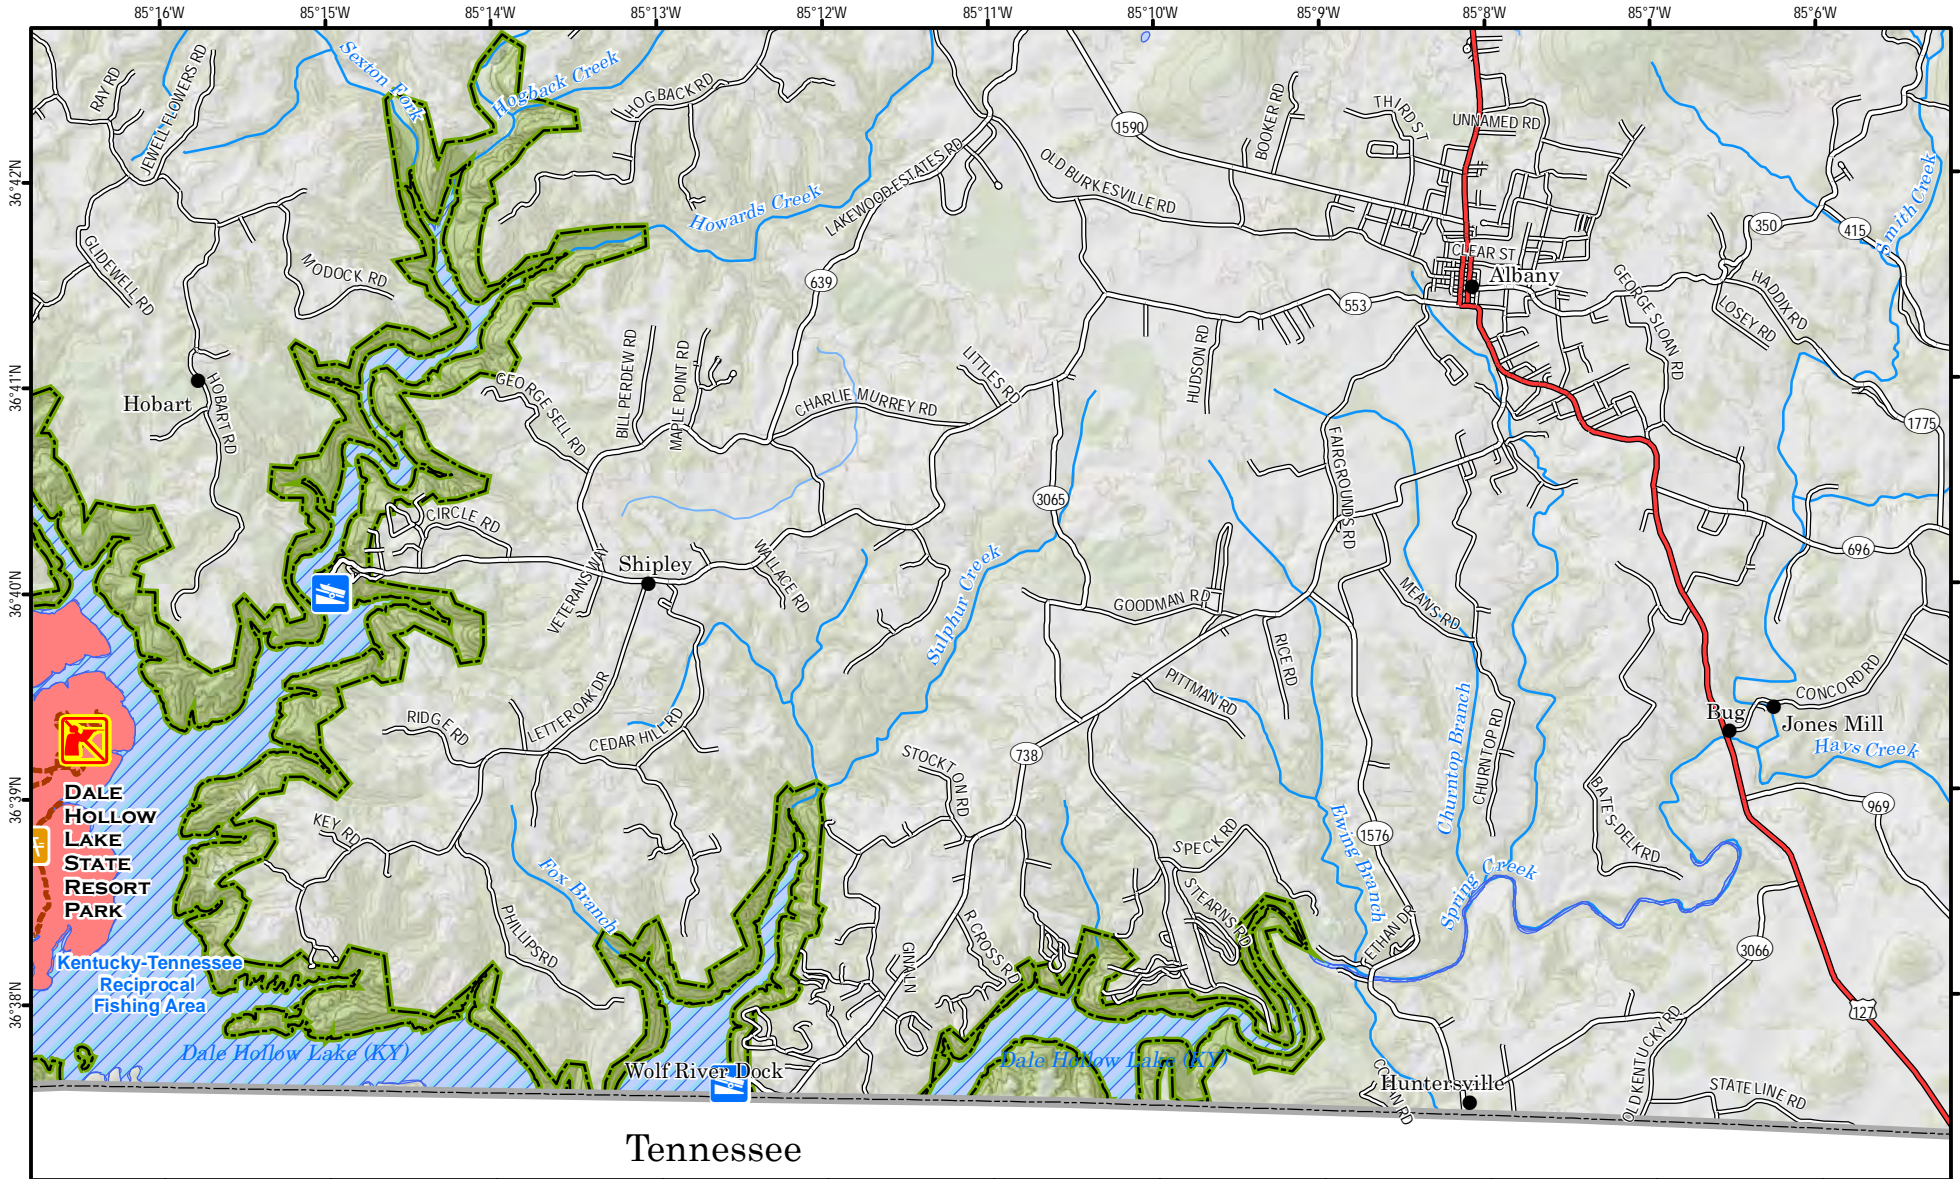 85°16'W
85°15'W
85°14'W
85°13'W
85°12'W
85°11'W
85°10'W
85°9'W
85°8'W
85°7'W
85°6'W
36°42'N
36°41'N
36°40'N
36°39'N
36°38'N
RAY RD
JEWELL FLOWERS RD
Sexton Fork
Hogback Creek
HOGBACK RD
1590
BOOKER RD
THIRD ST
UNNAMED RD
Smith Creek
LAKEWOOD ESTATES RD
OLD BURKESVILLE RD
Howards Creek
GLIDEWELL RD
MODOCK RD
350
415
CLEAR ST
Albany
639
553
GEORGE SLOAN RD
HADDIX RD
LOSEY RD
HUDSON RD
BILL PERDEW RD
MAPLE POINT RD
LITTLES RD
Hobart
HOBART RD
GEORGE SELL RD
CHARLIE MURREY RD
1775
FAIRGROUNDS RD
3065
CIRCLE RD
696
Shipley
VETERANS WAY
WALLACE RD
Sulphur Creek
GOODMAN RD
MEANS RD
RICE RD
PITTMAN RD
CONCORD RD
Bug
Jones Mill
Hays Creek
LETTER OAK DR
RIDGE RD
CEDAR HILL RD
STOCKTON RD
738
Churntop Branch
CHURNTOP RD
BATES-DELK RD
969
DALE
HOLLOW
LAKE
STATE
RESORT
PARK
KEY RD
Fox Branch
SPECK RD
1576
Ewing Branch
Spring Creek
STEARNS RD
PHILLIPS RD
GINA LN
R CROSS RD
ETHAN DR
3066
Kentucky-Tennessee
Reciprocal
Fishing Area
127
Dale Hollow Lake (KY)
Wolf River Dock
Dale Hollow Lake (KY)
Huntersville
OLD KENTUCKY RD
STATE LINE RD
Tennessee